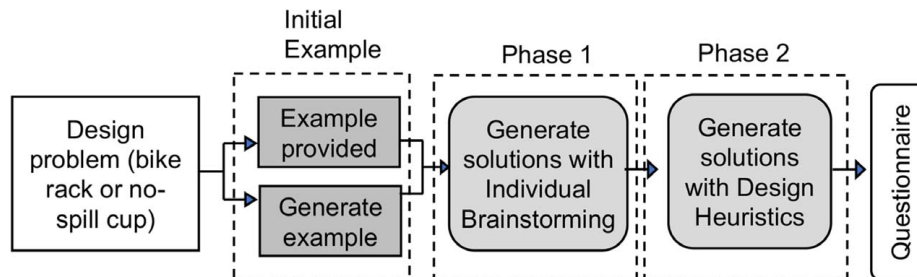 Initial
Example
Phase 1
Phase 2
Design
problem (bike
rack or no-
spill cup)
Example
provided
Generate
example
Generate
solutions with
Individual
Brainstorming
Generate
solutions
with Design
Heuristics
Questionnaire